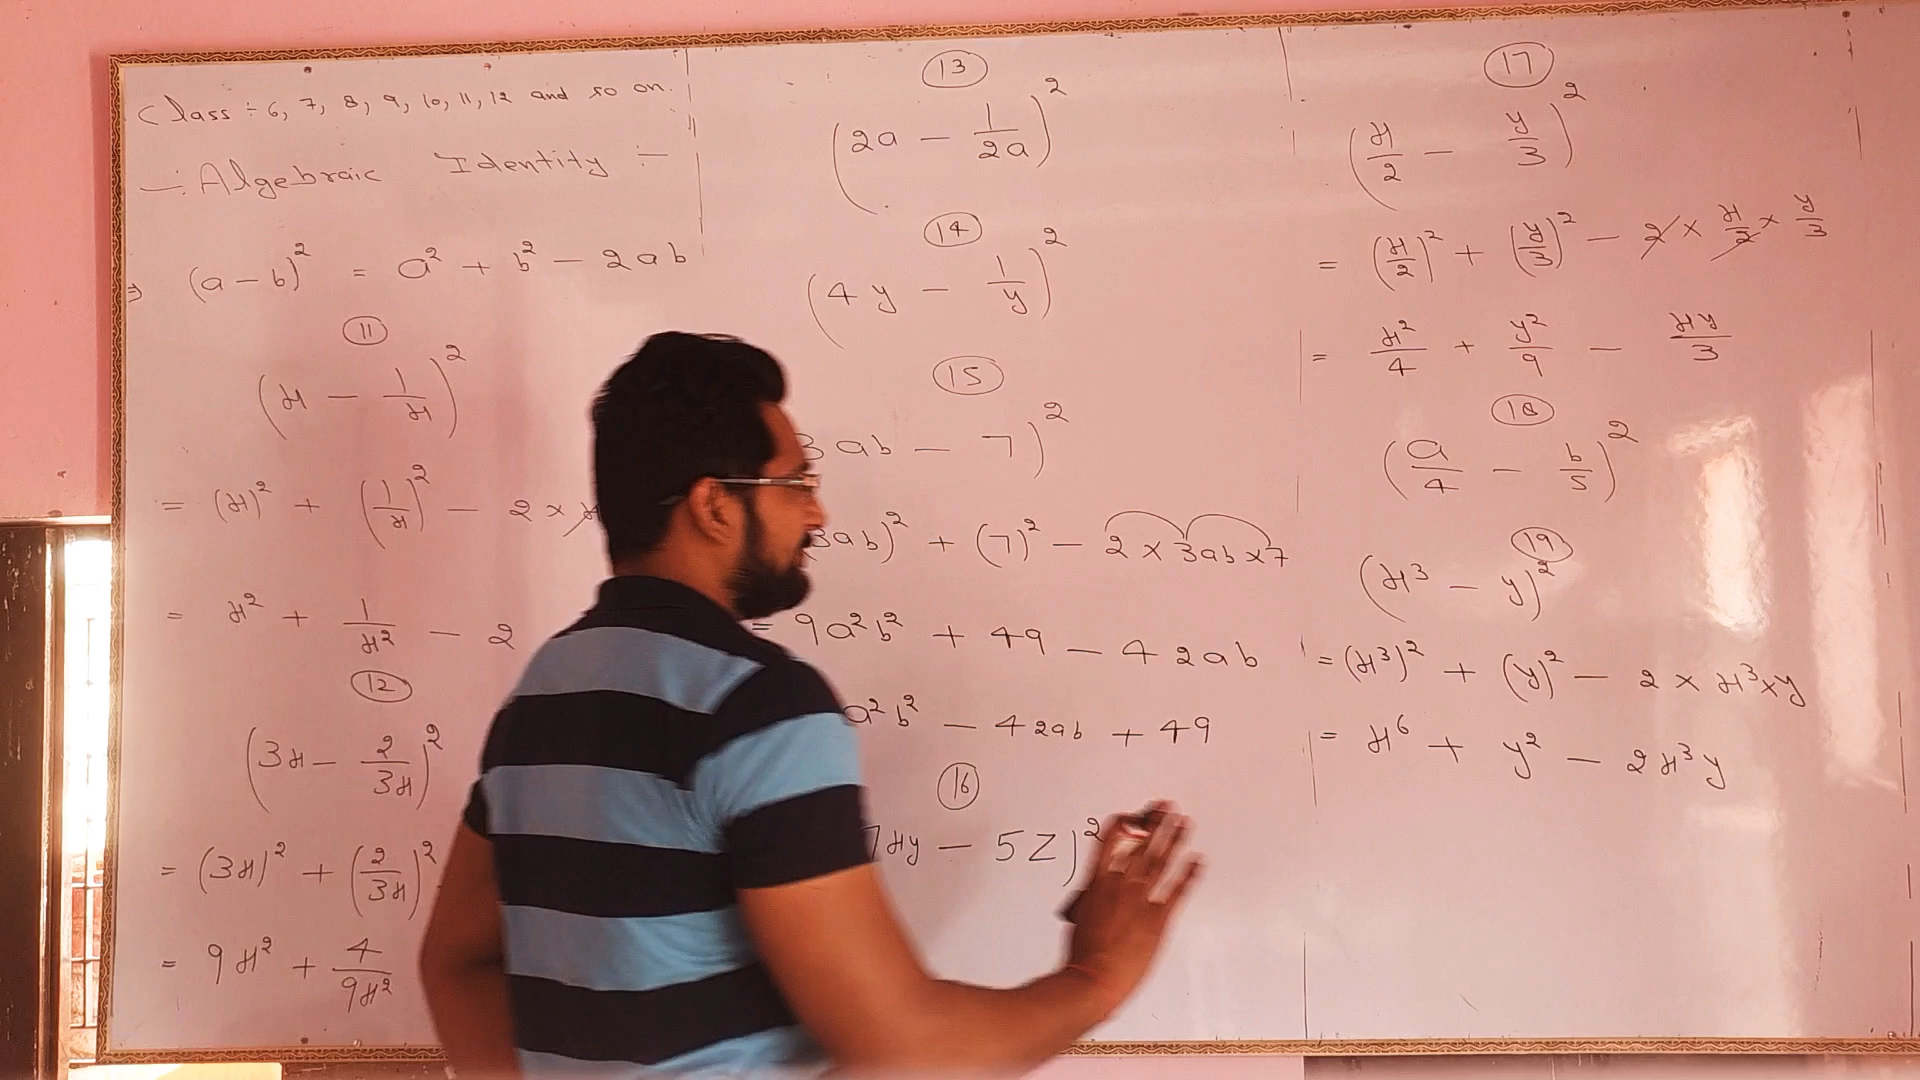 Class ÷ 6, 7, 8, 9, 10, 11, 12 and so on.
–: Algebraic Identity :–
⇒ (a – b)² = a² + b² – 2ab
11
(x – 1/x)²
= (x)² + (1/x)² – 2 ×
= x² + 1/x² – 2
12
(3x – 2/3x)²
= (3x)² + (2/3x)²
= 9x² + 4/9x²
13
(2a – 1/2a)²
14
(4y – 1/y)²
15
3ab – 7)²
3ab)² + (7)² – 2 × 3ab × 7
= 9a²b² + 49 – 42ab
a²b² – 42ab + 49
16
7xy – 5Z)²
17
(x/2 – y/3)²
= (x/2)² + (y/3)² – 2 × x/2 × y/3
= x²/4 + y²/9 – xy/3
18
(a/4 – b/5)²
19
(x³ – y)²
= (x³)² + (y)² – 2 × x³ × y
= x⁶ + y² – 2x³y